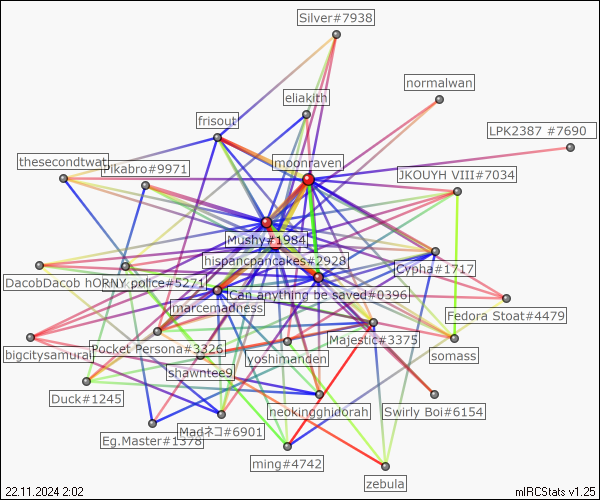 Silver#7938
normalwan
eliakith
frisout
LPK2387 #7690
moonraven
thesecondtwat
Pikabro#9971
JKOUYH VIII#7034
Mushy#1984
hispancpancakes#2928
Cypha#1717
DacobDacob
hORNY police#5271
Can anything be saved#0396
marcemadness
Fedora Stoat#4479
Majestic#3375
bigcitysamurai
Pocket Persona#3326
yoshimanden
somass
shawntee9
Duck#1245
neokingghidorah
Swirly Boi#6154
Eg.Master#1378
Madネコ#6901
ming#4742
zebula
22.11.2024 2:02
mIRCStats v1.25